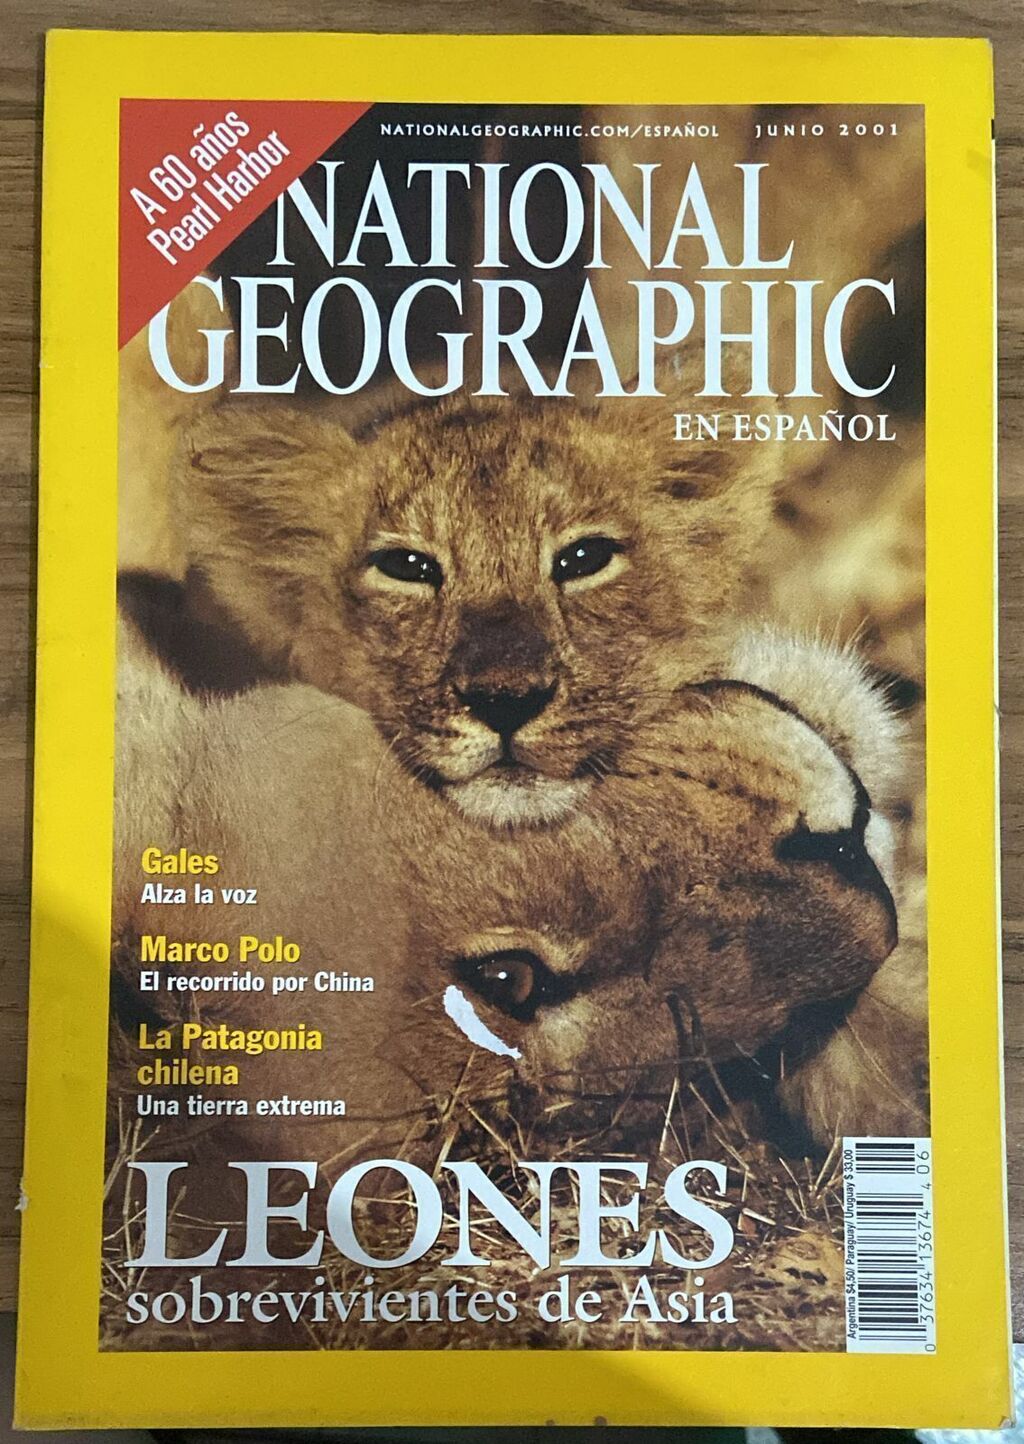 A 60 años
Pearl Harbor
NATIONALGEOGRAPHIC.COM/ESPAÑOL JUNIO 2001
NATIONAL
GEOGRAPHIC
EN ESPAÑOL
Gales
Alza la voz
Marco Polo
El recorrido por China
La Patagonia
chilena
Una tierra extrema
LEONES
sobrevivientes de Asia
Argentina $4,50/ Paraguay/ Uruguay $ 33,00
0 37634 13674 4 06